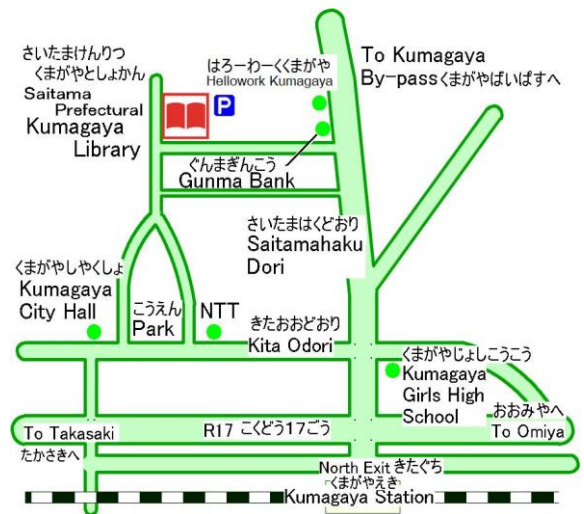 さいたまけんりつ
くまがやとしょかん
Saitama
Prefectural
Kumagaya
Library
P
はろーわーくくまがや
Hellowork Kumagaya
To Kumagaya
By-passくまがやばいぱすへ
ぐんまぎんこう
Gunma Bank
さいたまはくどおり
Saitamahaku
Dori
くまがやしやくしょ
Kumagaya
City Hall
こうえん
Park
NTT
きたおおどおり
Kita Odori
くまがやじょしこうこう
Kumagaya
Girls High
School
おおみやへ
To Omiya
To Takasaki
たかさきへ
R17 こくどう17ごう
North Exit きたぐち
くまがやえき
Kumagaya Station